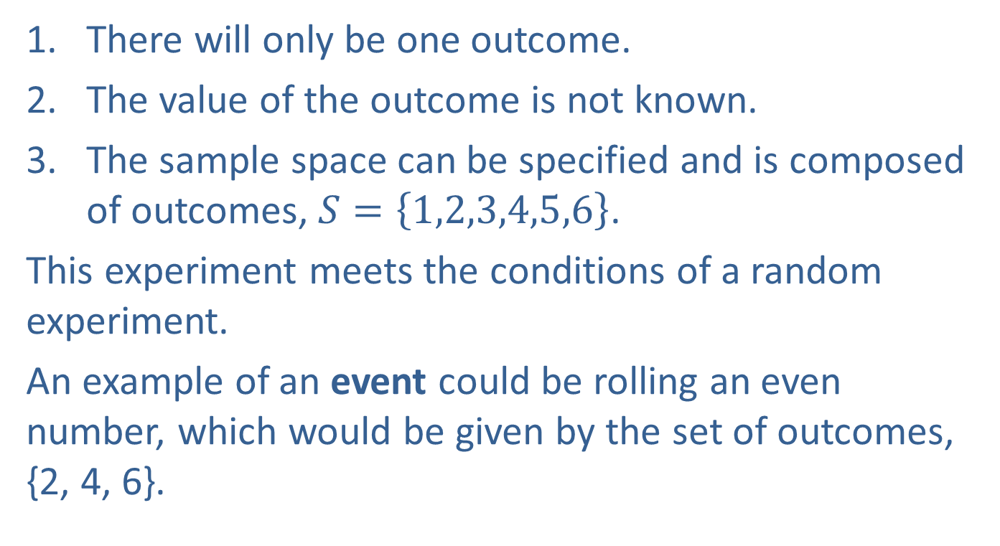 1. There will only be one outcome.
2. The value of the outcome is not known.
3. The sample space can be specified and is composed
of outcomes, 𝑆 = {1,2,3,4,5,6}.
This experiment meets the conditions of a random
experiment.
An example of an event could be rolling an even
number, which would be given by the set of outcomes,
{2, 4, 6}.